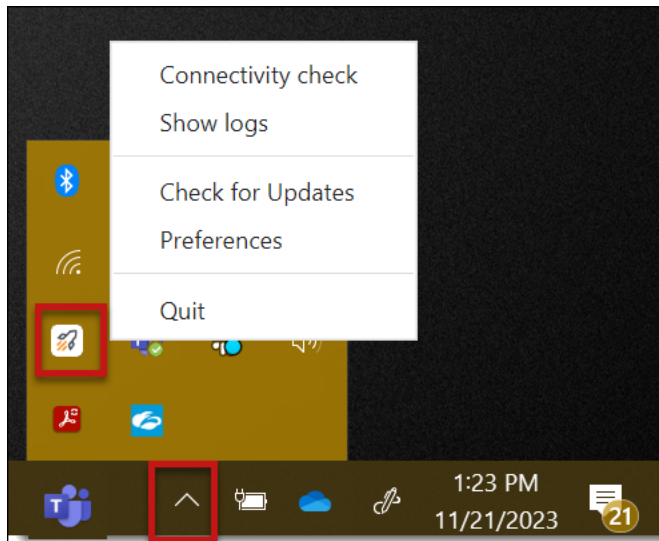 Connectivity check
Show logs
Check for Updates
Preferences
Quit
T
1:23 PM
11/21/2023
21